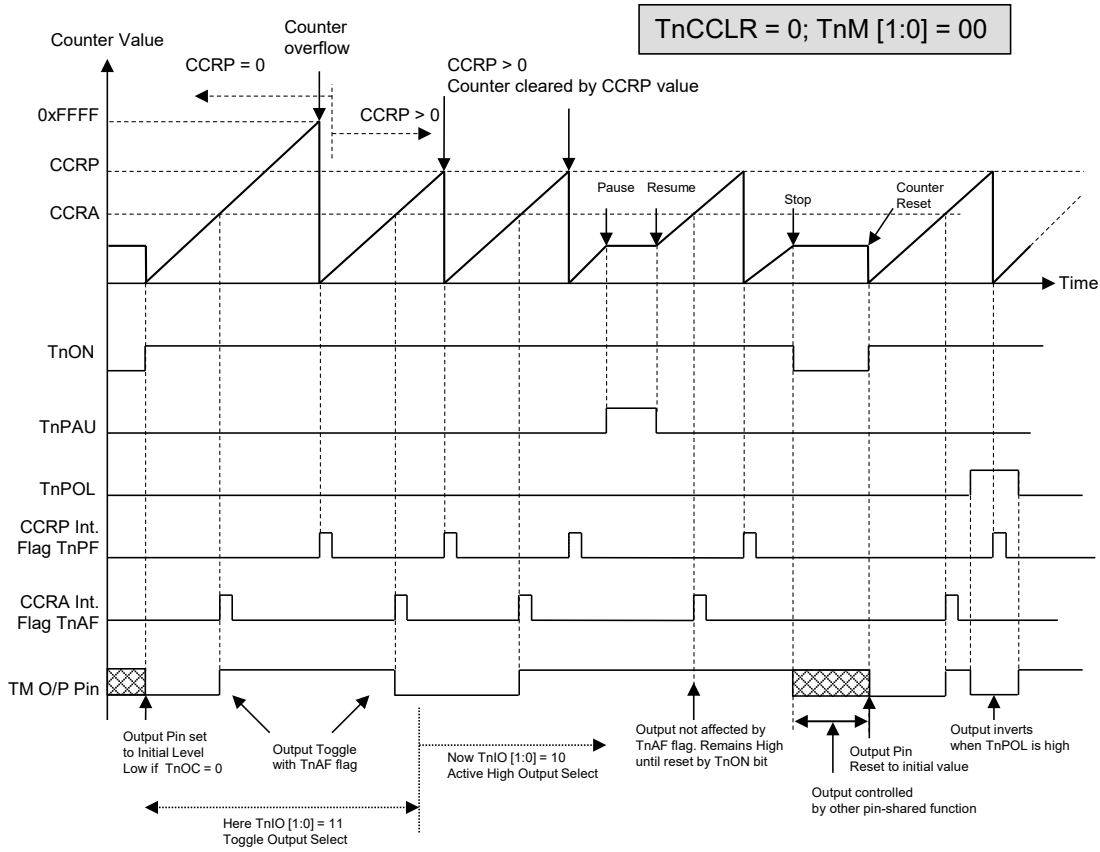 TnCCLR = 0; TnM [1:0] = 00
Counter Value
Counter
overflow
CCRP = 0
CCRP > 0
CCRP > 0
Counter cleared by CCRP value
0xFFFF
CCRP
CCRA
Pause
Resume
Stop
Counter
Reset
Time
TnON
TnPAU
TnPOL
CCRP Int.
Flag TnPF
CCRA Int.
Flag TnAF
TM O/P Pin
Output Pin set
to Initial Level
Low if TnOC = 0
Output Toggle
with TnAF flag
Now TnIO [1:0] = 10
Active High Output Select
Output not affected by
TnAF flag. Remains High
until reset by TnON bit
Output Pin
Reset to initial value
Output inverts
when TnPOL is high
Output controlled
by other pin-shared function
Here TnIO [1:0] = 11
Toggle Output Select